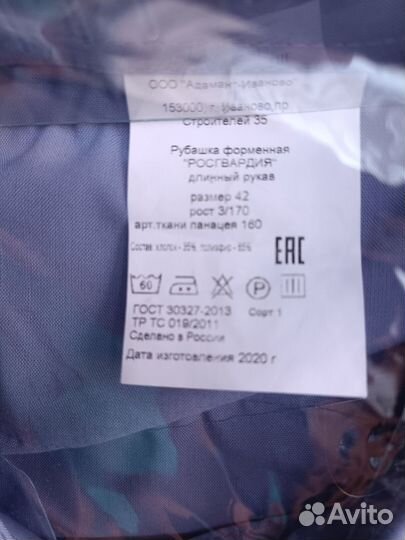 ООО "Адамант-Иваново"
153000, г. Иваново, пр.
Строителей 35
Рубашка форменная
"РОСГВАРДИЯ"
длинный рукав
размер 42
рост 3/170
арт.ткани панацея 160
Состав: хлопок - 35%, полиэфир - 65%
EAC
60
P
ГОСТ 30327-2013 Сорт 1
ТР ТС 019/2011
Сделано в России
Дата изготовления 2020 г
Avito